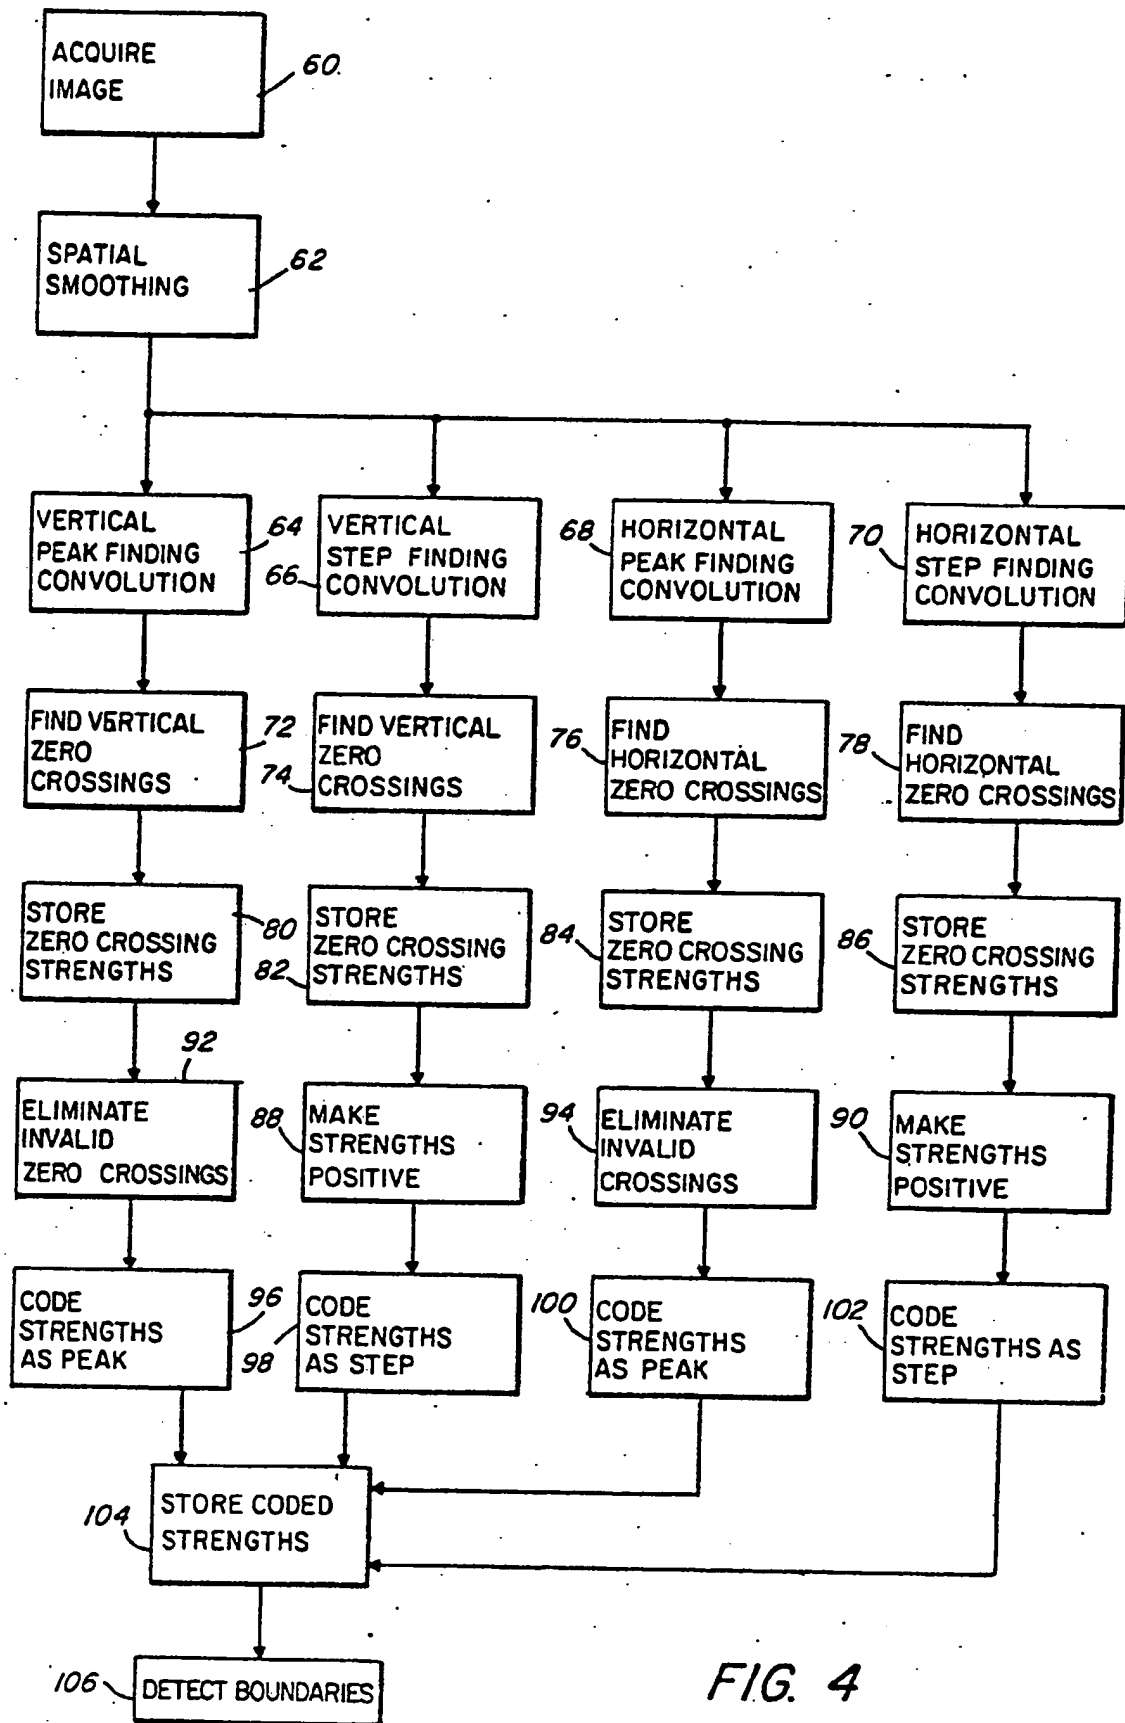 ACQUIRE
IMAGE
60.
SPATIAL
SMOOTHING
62
VERTICAL
PEAK FINDING
CONVOLUTION
64
VERTICAL
STEP FINDING
CONVOLUTION
66
HORIZONTAL
PEAK FINDING
CONVOLUTION
68
HORIZONTAL
STEP FINDING
CONVOLUTION
70
FIND VERTICAL
ZERO
CROSSINGS
72
FIND VERTICAL
ZERO
CROSSINGS
74
FIND
HORIZONTAL
ZERO CROSSINGS
76
FIND
HORIZONTAL
ZERO CROSSINGS
78
STORE
ZERO CROSSING
STRENGTHS
80
STORE
ZERO CROSSING
STRENGTHS
82
STORE
ZERO CROSSING
STRENGTHS
84
STORE
ZERO CROSSING
STRENGTHS
86
92
ELIMINATE
INVALID
ZERO CROSSINGS
88
MAKE
STRENGTHS
POSITIVE
94
ELIMINATE
INVALID
CROSSINGS
90
MAKE
STRENGTHS
POSITIVE
CODE
STRENGTHS
AS PEAK
96
CODE
STRENGTHS
AS STEP
98
100
CODE
STRENGTHS
AS PEAK
102
CODE
STRENGTHS AS
STEP
104
STORE CODED
STRENGTHS
106
DETECT BOUNDARIES
FIG. 4